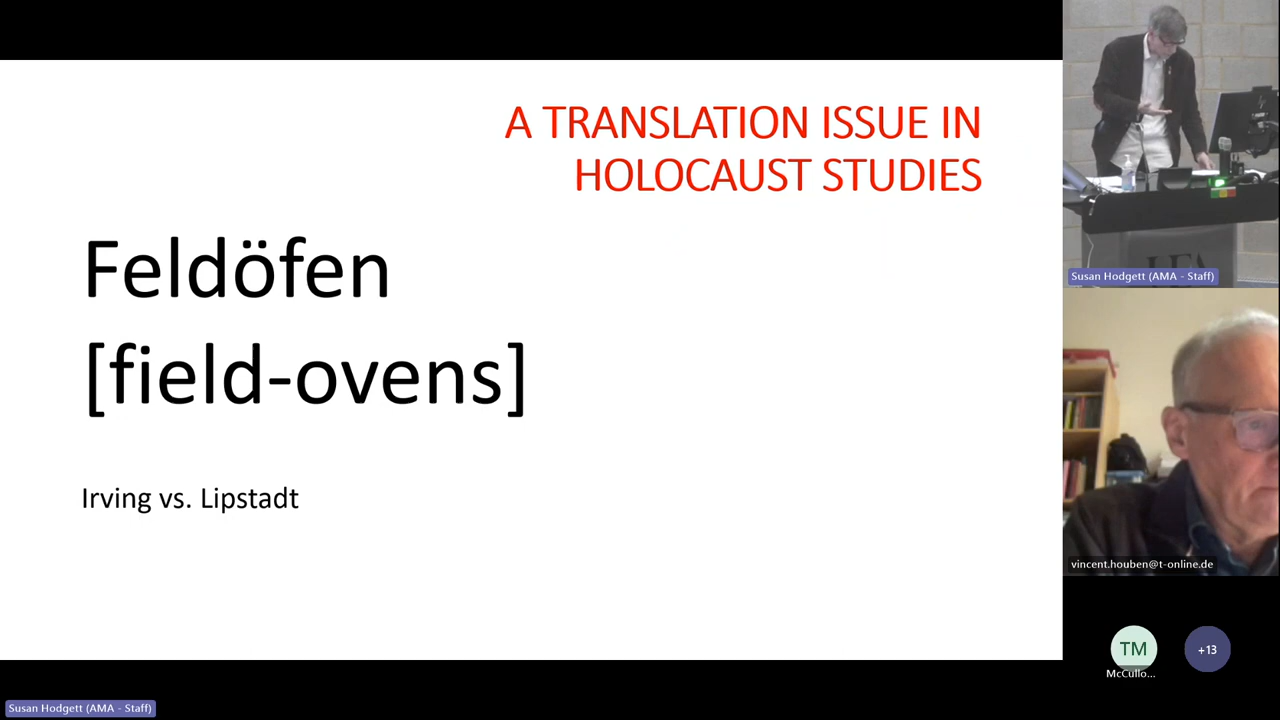 A TRANSLATION ISSUE IN
HOLOCAUST STUDIES
Feldöfen
[field-ovens]
Irving vs. Lipstadt
Susan Hodgett (AMA - Staff)
vincent.houben@t-online.de
TM
McCullo...
+13
Susan Hodgett (AMA - Staff)